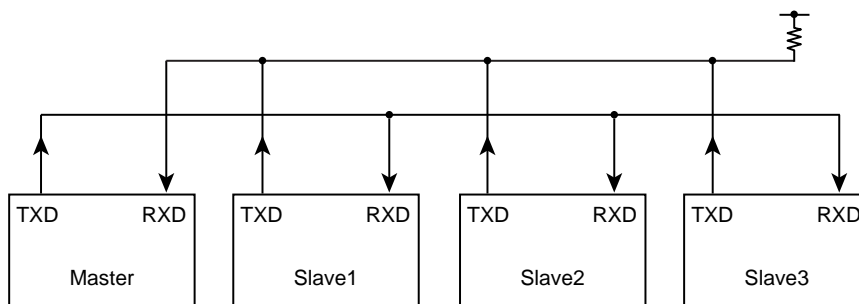 TXD RXD TXD RXD TXD RXD TXD RXD
Master Slave1 Slave2 Slave3